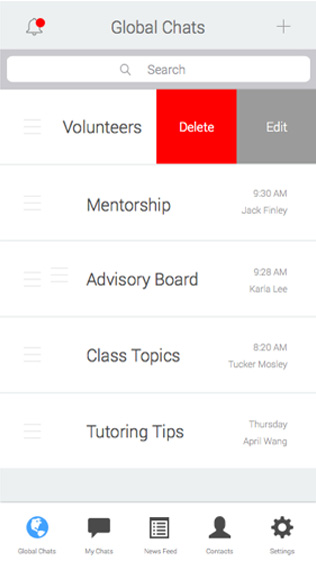 Global Chats
Search
Volunteers Delete Edit
9:30 AM
Mentorship
Jack Finley
9:28 AM
Advisory Board
Karla Lee
8:20 AM
Class Topics
Tucker Mosley
Thursday
Tutoring Tips
April Wang
Global Chats My Chats News Feed Contacts Settings